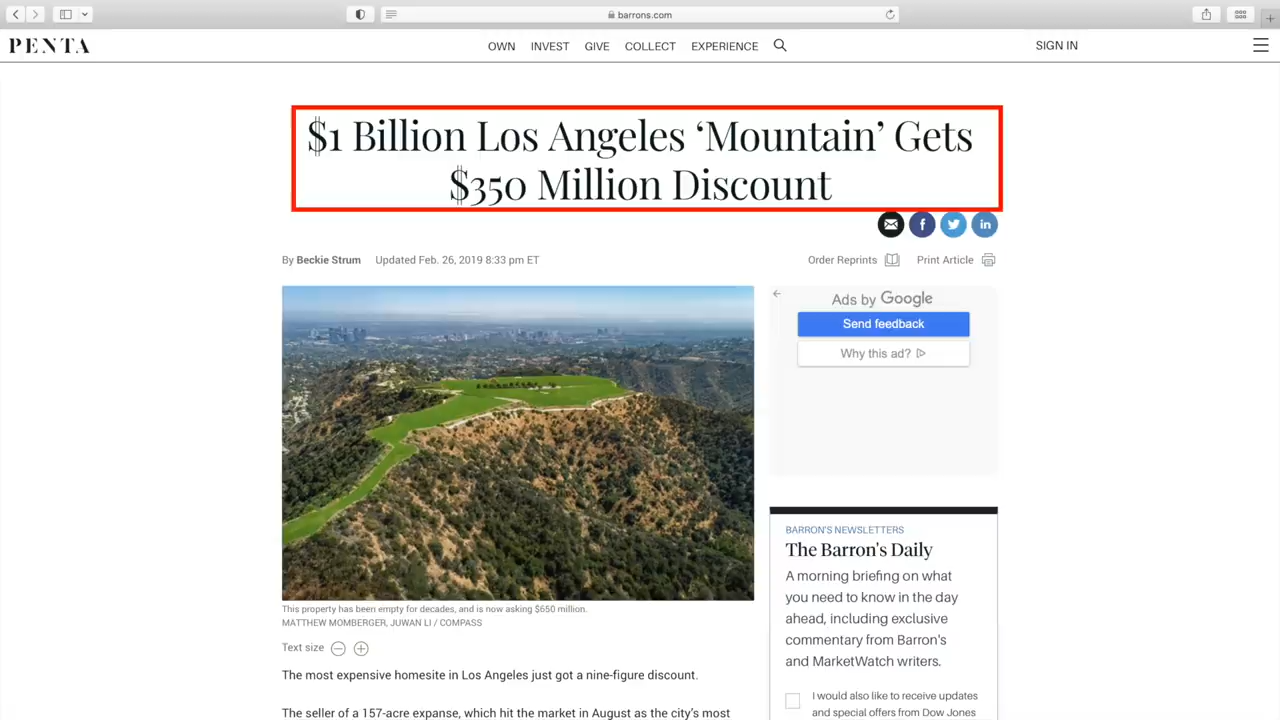 barrons.com
PENTA
OWN INVEST GIVE COLLECT EXPERIENCE
SIGN IN
$1 Billion Los Angeles ‘Mountain’ Gets
$350 Million Discount
f
in
By Beckie Strum Updated Feb. 26, 2019 8:33 pm ET
Order Reprints
Print Article
Ads by Google
Send feedback
Why this ad?
This property has been empty for decades, and is now asking $650 million.
MATTHEW MOMBERGER, JUWAN LI / COMPASS
Text size
The most expensive homesite in Los Angeles just got a nine-figure discount.
The seller of a 157-acre expanse, which hit the market in August as the city’s most
BARRON'S NEWSLETTERS
The Barron's Daily
A morning briefing on what
you need to know in the day
ahead, including exclusive
commentary from Barron's
and MarketWatch writers.
I would also like to receive updates
and special offers from Dow Jones